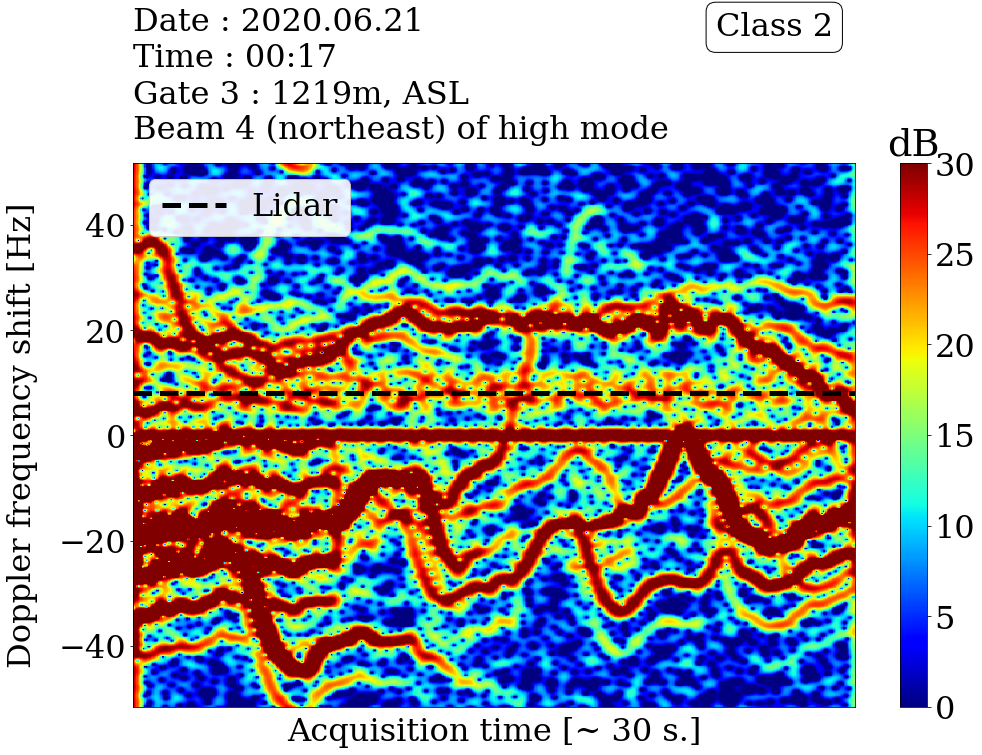 Date : 2020.06.21
Time : 00:17
Gate 3 : 1219m, ASL
Beam 4 (northeast) of high mode
Class 2
dB
Lidar
Doppler frequency shift [Hz]
40
20
0
−20
−40
30
25
20
15
10
5
0
Acquisition time [~ 30 s.]